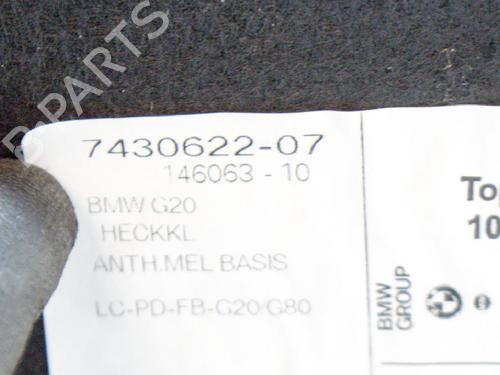 B-PARTS
7430622-07
146063 - 10
BMW G20
HECKKL
ANTH.MEL BASIS
LC-PD-FB-G20/G80
10
BMW
GROUP